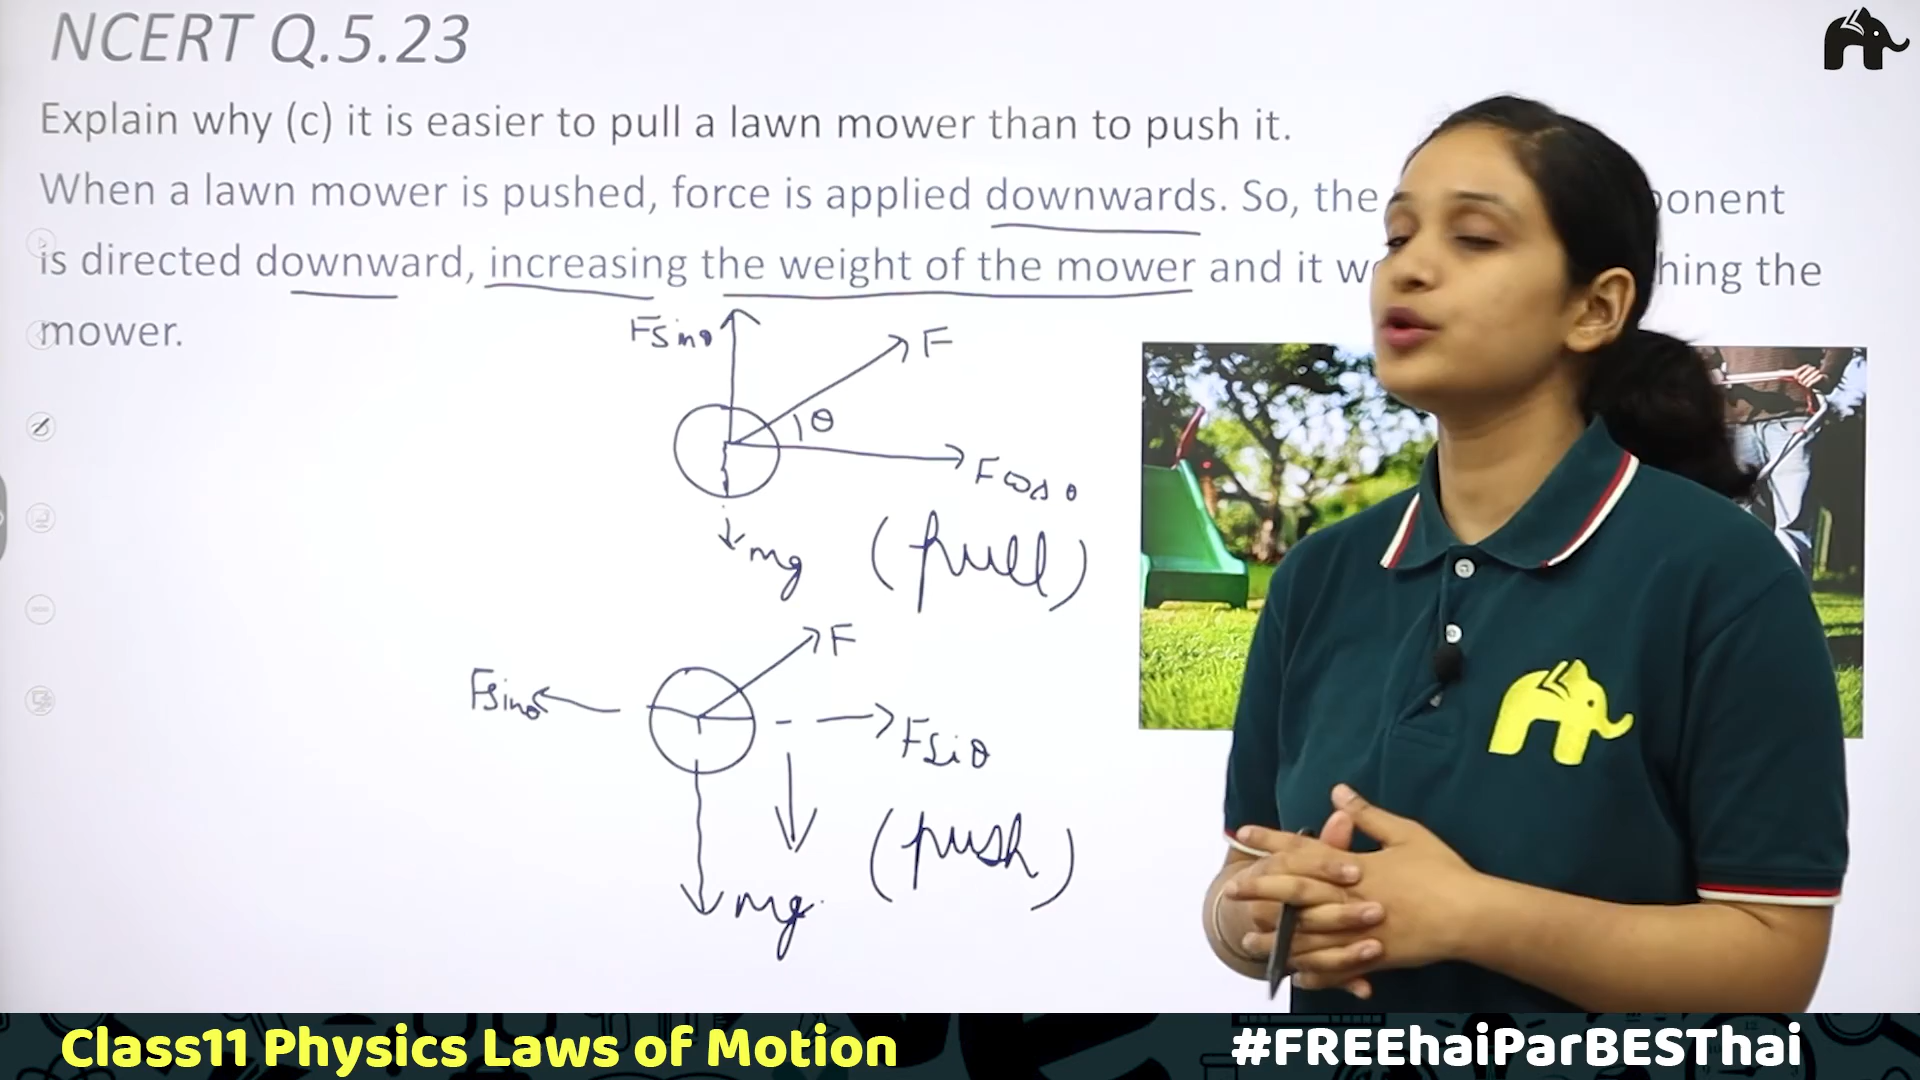 NCERT Q.5.23
Explain why (c) it is easier to pull a lawn mower than to push it.
When a lawn mower is pushed, force is applied downwards. So, the ponent
is directed downward, increasing the weight of the mower and it hing the
mower.
Fsinθ
F
θ
Fcosθ
mg
(pull)
F
Fsinθ
Fsiθ
mg
(push)
Class11 Physics Laws of Motion
#FREEhaiParBESThai